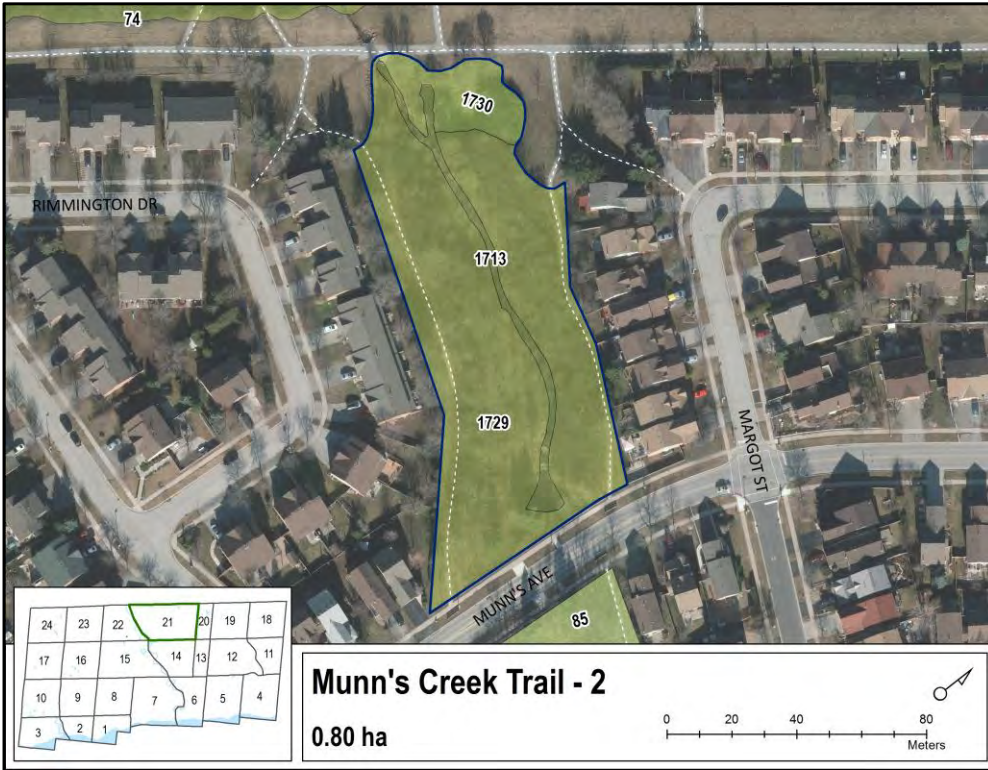 74
1730
RIMMINGTON DR
1713
1729
MARGOT ST
MUNN'S AVE
85
24 23 22 21 20 19 18
17 16 15 14 13 12 11
10 9 8 7 6 5 4
3 2 1
Munn's Creek Trail - 2
0.80 ha
0 20 40 80
Meters